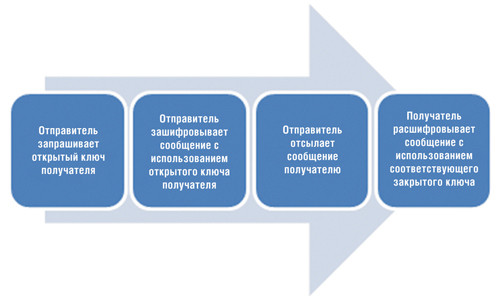 Отправитель
запрашивает
открытый ключ
получателя
Отправитель
зашифровывает
сообщение с
использованием
открытого ключа
получателя
Отправитель
отсылает
сообщение
получателю
Получатель
расшифровывает
сообщение с
использованием
соответствующего
закрытого ключа